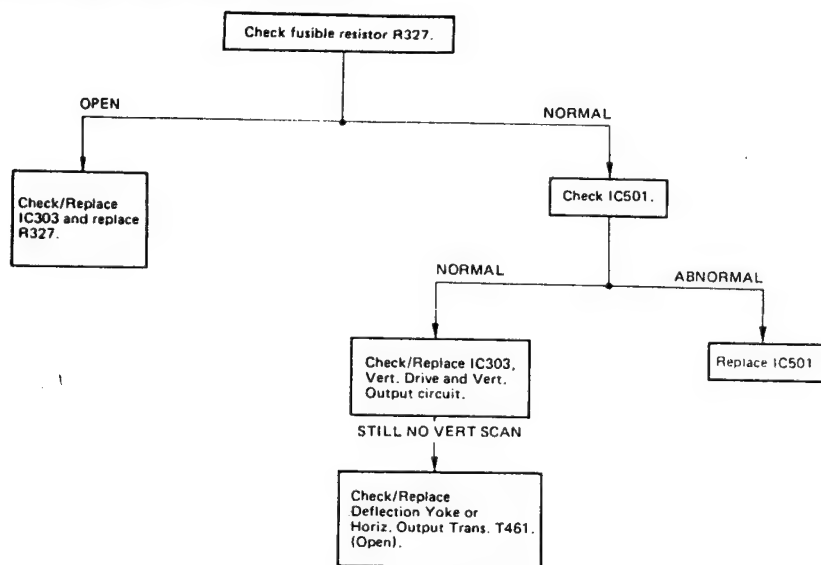 Check fusible resistor R327.
OPEN
NORMAL
Check/Replace
IC303 and replace
R327.
Check IC501.
NORMAL
ABNORMAL
Check/Replace IC303,
Vert. Drive and Vert.
Output circuit.
Replace IC501
STILL NO VERT SCAN
Check/Replace
Deflection Yoke or
Horiz. Output Trans. T461.
(Open).